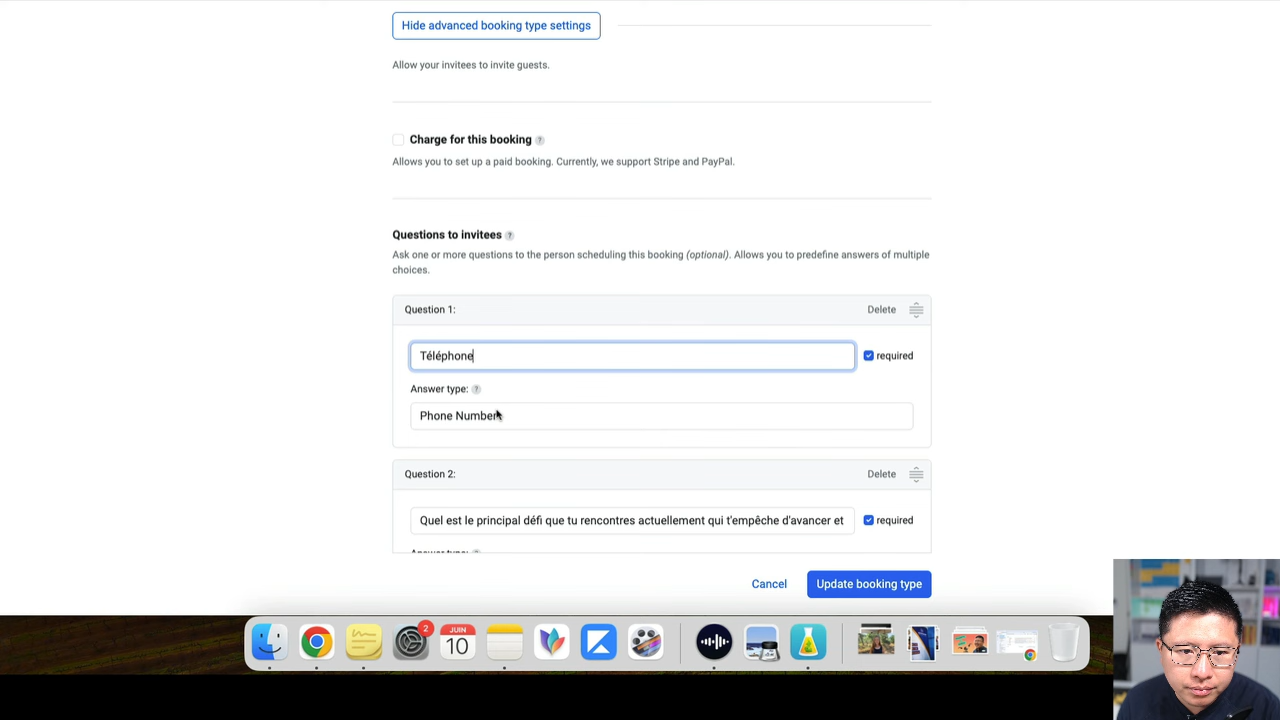 Hide advanced booking type settings
Allow your invitees to invite guests.
Charge for this booking ?
Allows you to set up a paid booking. Currently, we support Stripe and PayPal.
Questions to invitees ?
Ask one or more questions to the person scheduling this booking (optional). Allows you to predefine answers of multiple
choices.
Question 1:
Delete
Téléphone
required
Answer type: ?
Phone Number
Question 2:
Delete
Quel est le principal défi que tu rencontres actuellement qui t'empêche d'avancer et
required
Answer type:
Cancel
Update booking type
2
JUIN
10